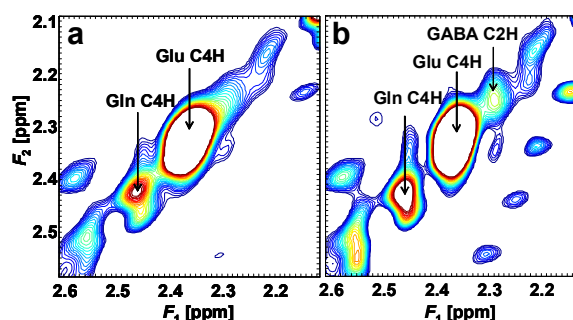 a
b
GABA C2H
Glu C4H
Glu C4H
Gln C4H
Gln C4H
2.1
2.2
2.3
2.4
2.5
F2 [ppm]
2.6 2.5 2.4 2.3 2.2
2.6 2.5 2.4 2.3 2.2
F1 [ppm]
F1 [ppm]